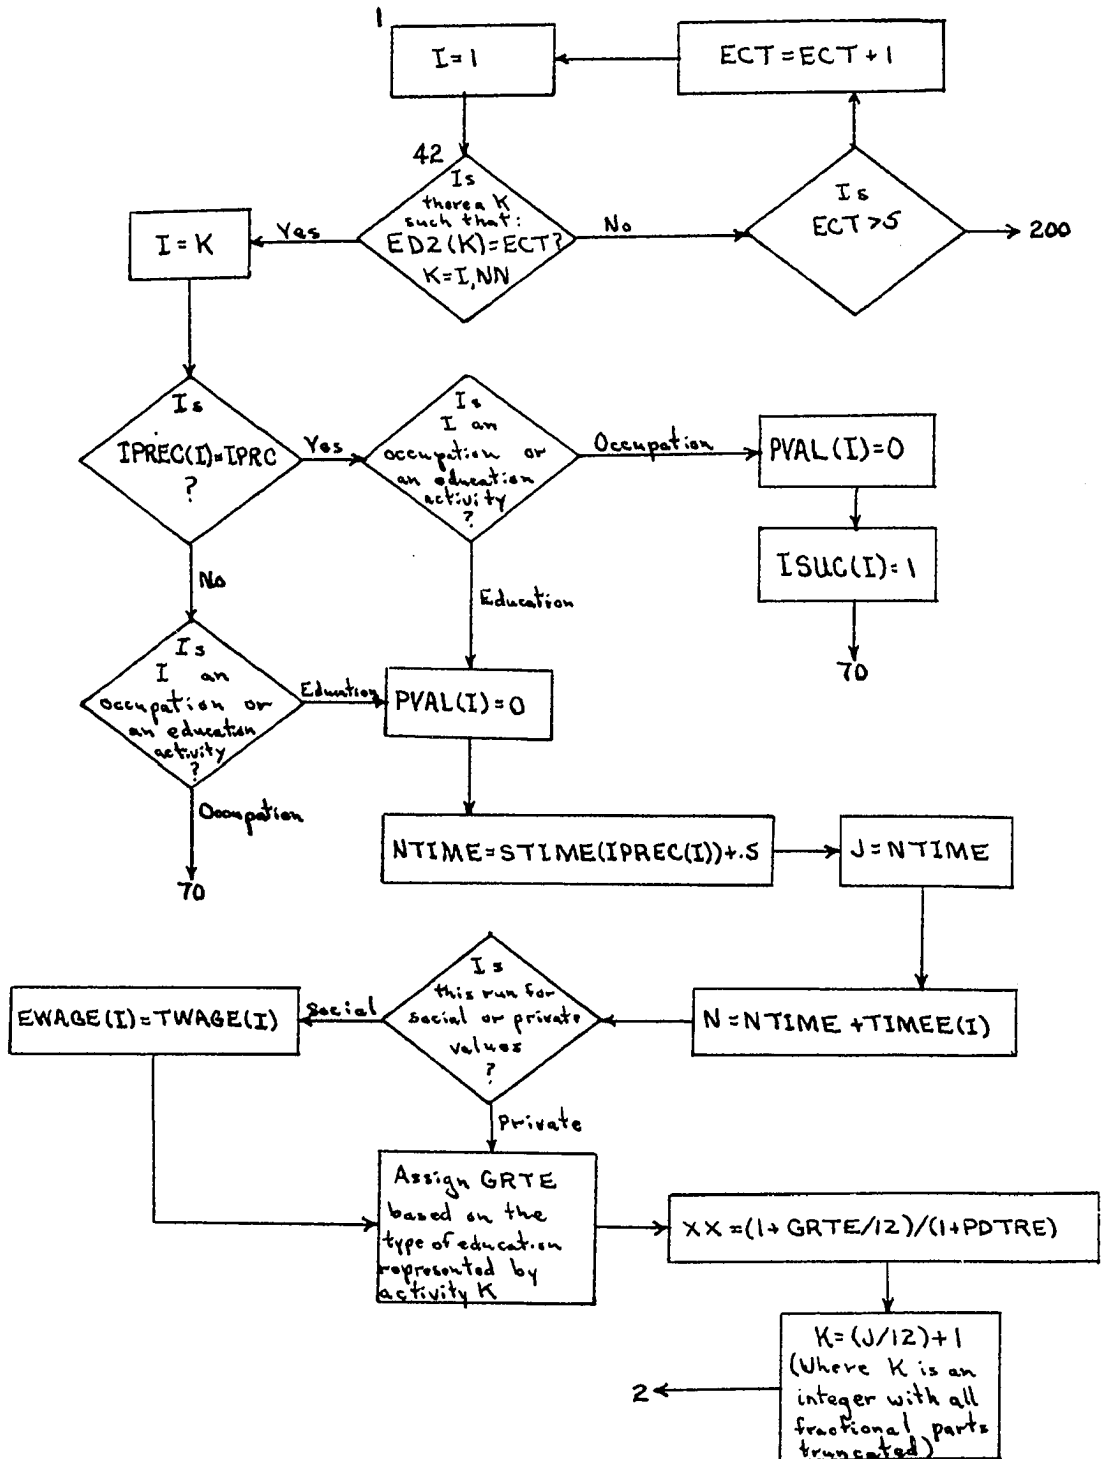 1
I=1
ECT=ECT+1
42
Is
there a K
such that:
ED2(K)=ECT?
K=I,NN
Yes
No
Is
ECT>5
200
I=K
Is
IPREC(I)=IPRC
?
Yes
No
Is
I an
occupation or
an education
activity
?
Occupation
Education
PVAL(I)=0
ISUC(I)=1
70
Is
I an
occupation or
an education
activity
?
Eduation
Occupation
70
PVAL(I)=0
NTIME=STIME(IPREC(I))+.5
J=NTIME
N=NTIME+TIMEE(I)
Is
this run for
social or private
values
?
Social
Private
EWAGE(I)=TWAGE(I)
Assign GRTE
based on the
type of education
represented by
activity K
XX=(1+GRTE/12)/(1+PDTRE)
K=(J/12)+1
(Where K is an
integer with all
fractional parts
truncated)
2